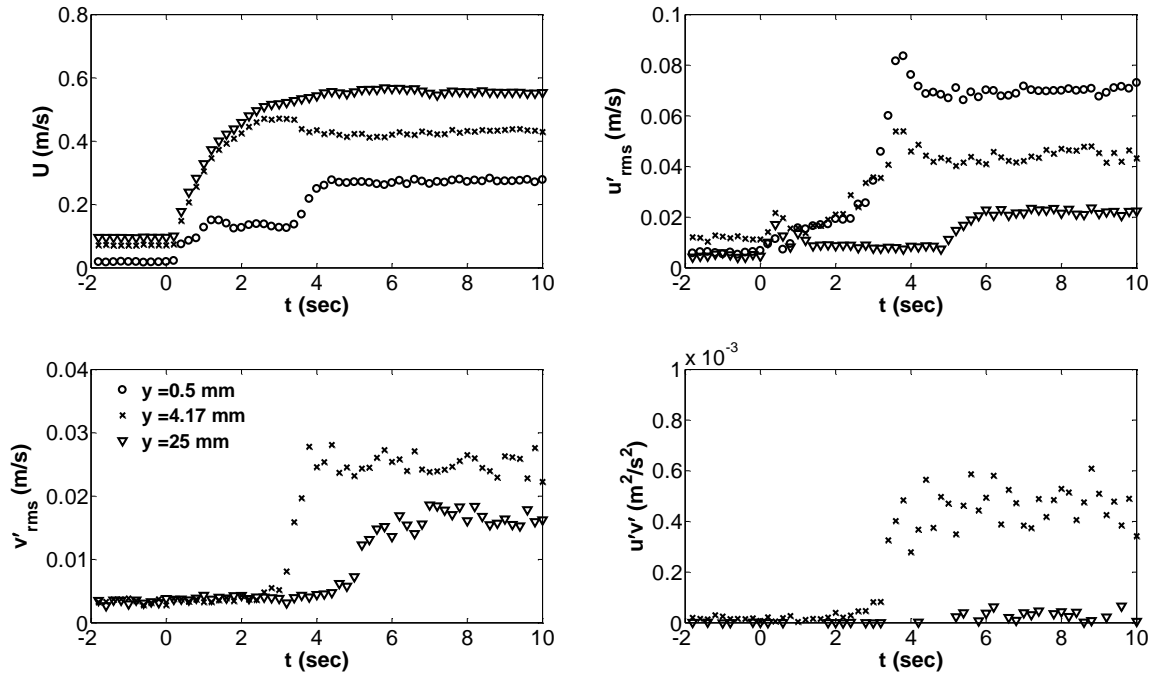 0.8
0.6
0.4
0.2
0
-2 0 2 4 6 8 10
U (m/s)
t (sec)
0.1
0.08
0.06
0.04
0.02
0
-2 0 2 4 6 8 10
u'rms (m/s)
t (sec)
0.04
0.03
0.02
0.01
0
-2 0 2 4 6 8 10
v'rms (m/s)
t (sec)
y =0.5 mm
y =4.17 mm
y =25 mm
x 10⁻³
1
0.8
0.6
0.4
0.2
0
-2 0 2 4 6 8 10
u'v' (m²/s²)
t (sec)